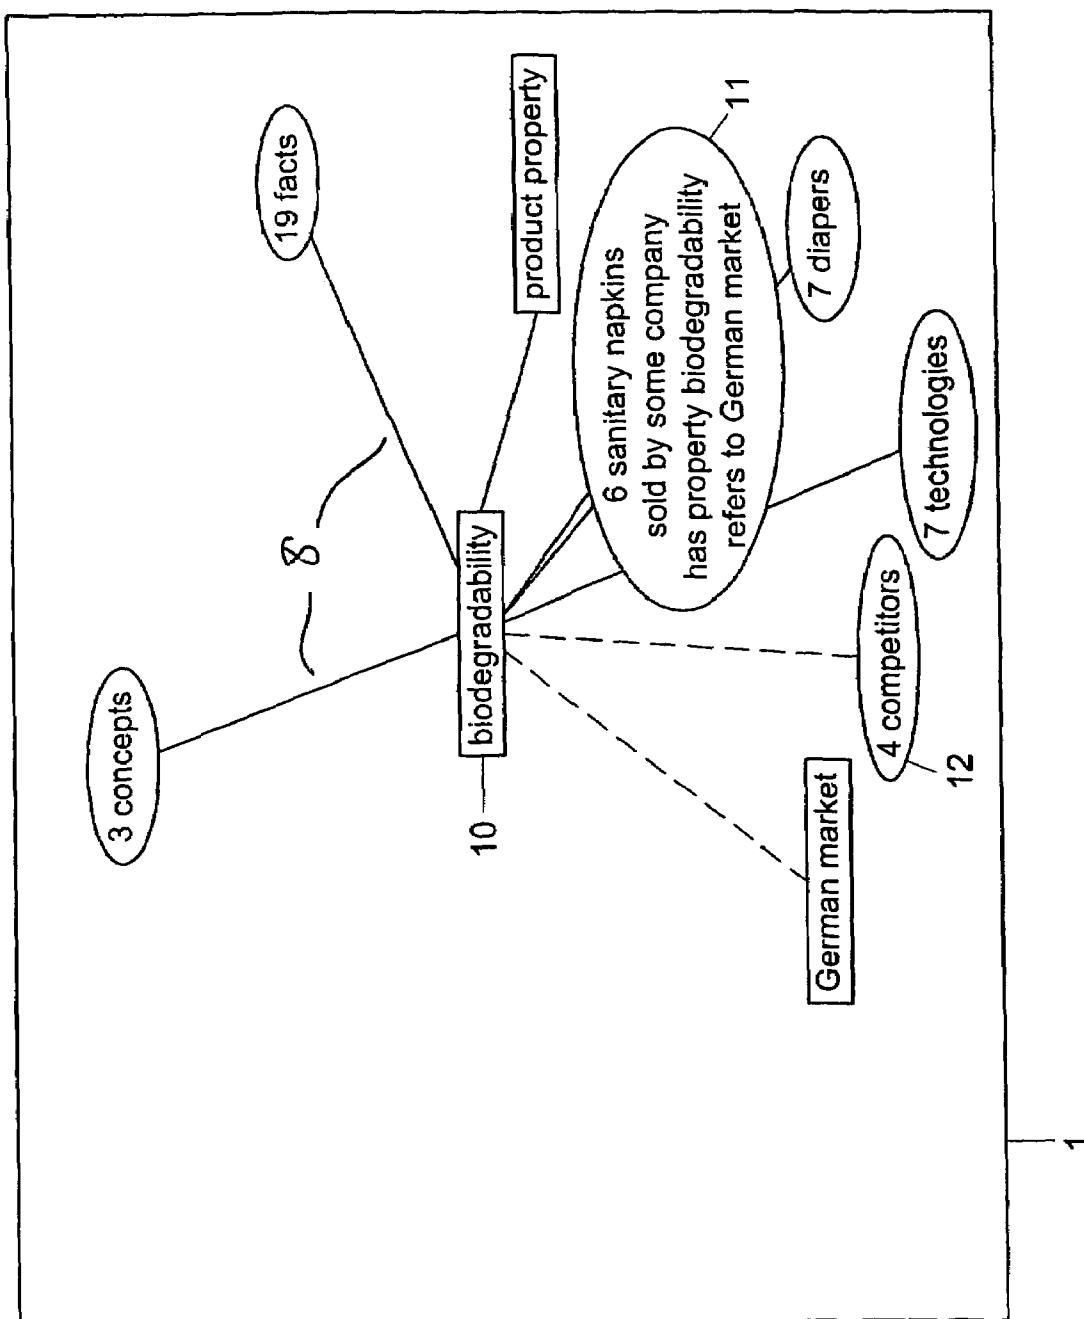 3 concepts
19 facts
8
product property
10
biodegradability
11
6 sanitary napkins
sold by some company
has property biodegradability
refers to German market
7 diapers
7 technologies
4 competitors
12
German market
1